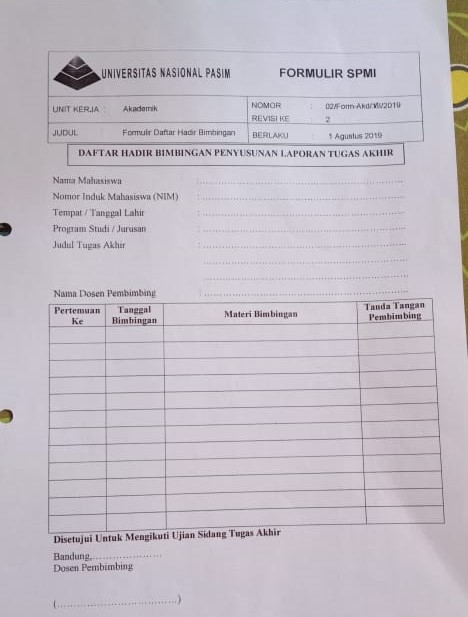 UNIVERSITAS NASIONAL PASIM
FORMULIR SPMI
UNIT KERJA : Akademik
NOMOR : 02/Form-Akd/VII/2019
REVISI KE 2
JUDUL Formulir Daftar Hadir Bimbingan
BERLAKU : 1 Agustus 2019
DAFTAR HADIR BIMBINGAN PENYUSUNAN LAPORAN TUGAS AKHIR
Nama Mahasiswa :
Nomor Induk Mahasiswa (NIM) :
Tempat / Tanggal Lahir :
Program Studi / Jurusan :
Judul Tugas Akhir :
Nama Dosen Pembimbing :
Pertemuan Ke
Tanggal Bimbingan
Materi Bimbingan
Tanda Tangan Pembimbing
Disetujui Untuk Mengikuti Ujian Sidang Tugas Akhir
Bandung,......................
Dosen Pembimbing
(....................................)